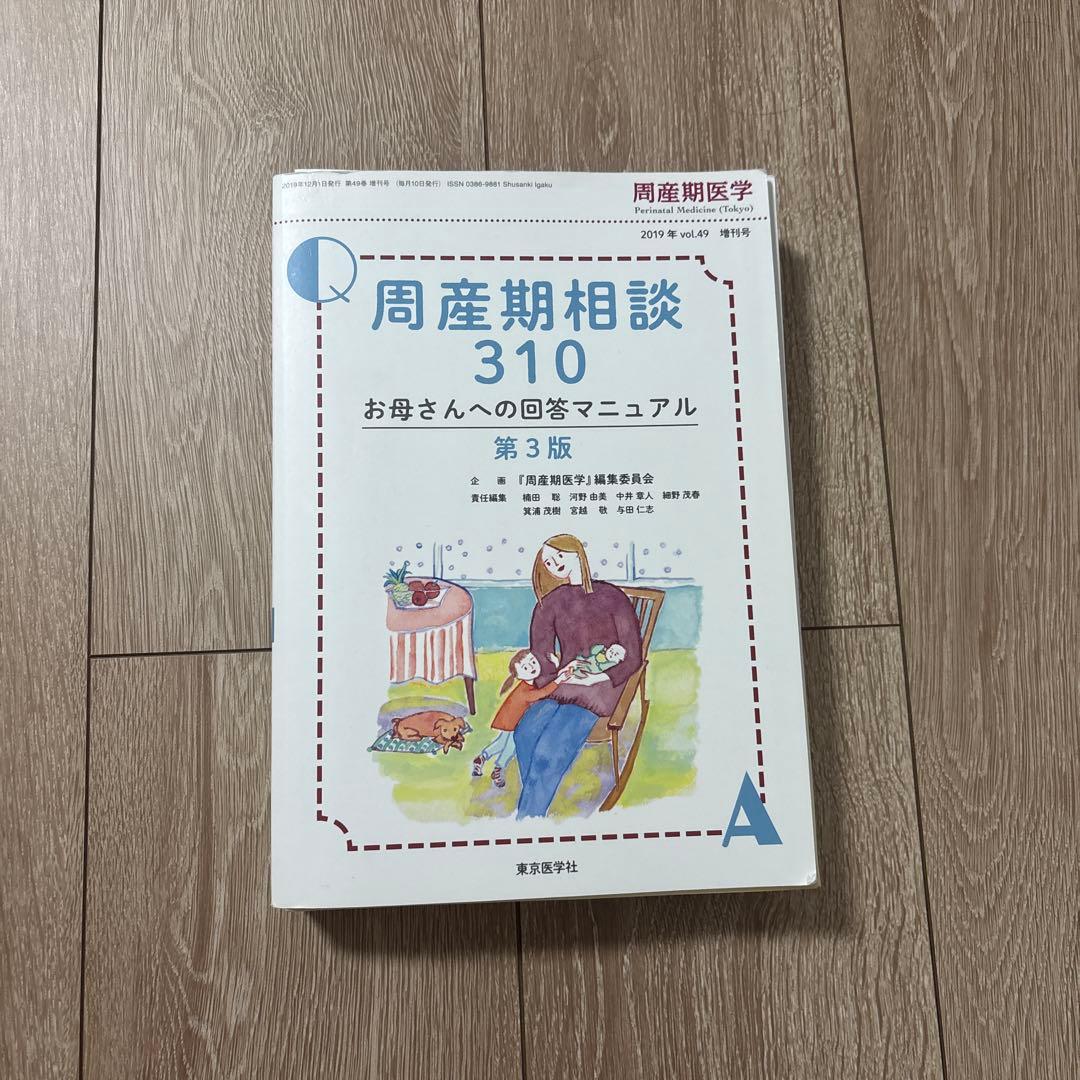 2019年12月1日発行 第49巻 増刊号 (毎月10日発行) ISSN 0386-9881 Shusanki Igaku
周産期医学
Perinatal Medicine (Tokyo)
2019年 vol.49 増刊号
Q
周産期相談
310
お母さんへの回答マニュアル
第3版
企 画 『周産期医学』編集委員会
責任編集 楠田 聡 河野 由美 中井 章人 細野 茂春
箕浦 茂樹 宮越 敬 与田 仁志
A
東京医学社